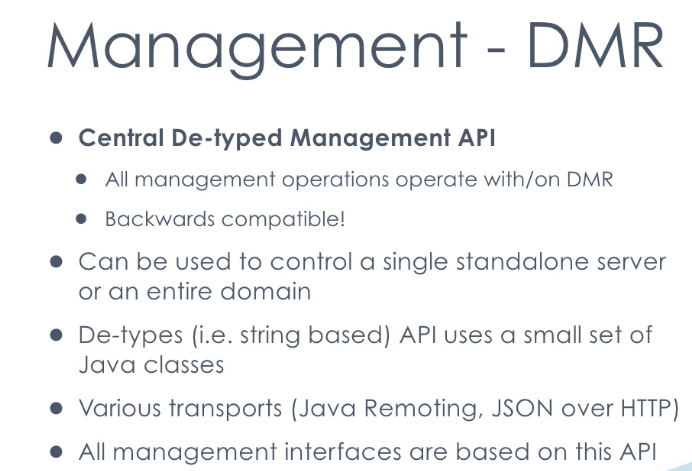 Management - DMR
● Central De-typed Management API
● All management operations operate with/on DMR
● Backwards compatible!
● Can be used to control a single standalone server
or an entire domain
● De-types (i.e. string based) API uses a small set of
Java classes
● Various transports (Java Remoting, JSON over HTTP)
● All management interfaces are based on this API